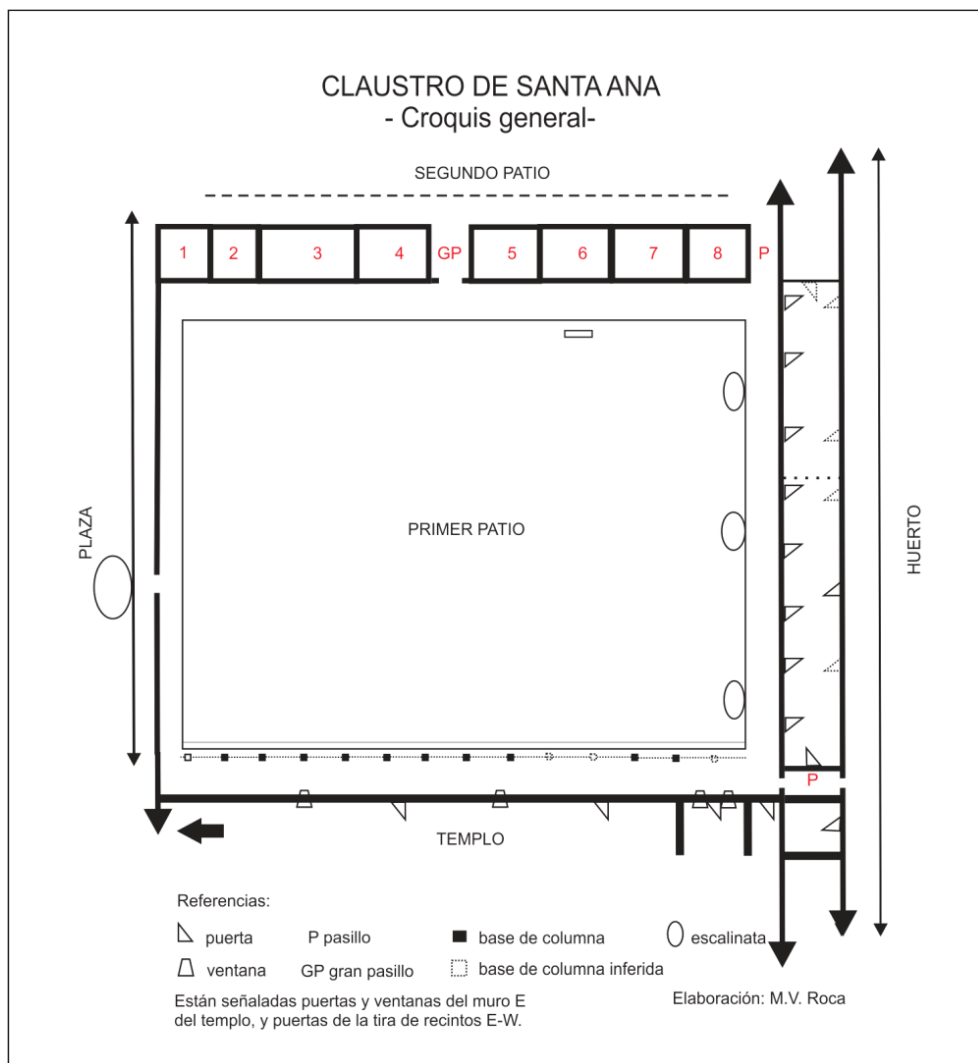 CLAUSTRO DE SANTA ANA
- Croquis general-
SEGUNDO PATIO
1 2 3 4 GP 5 6 7 8 P
PLAZA
PRIMER PATIO
HUERTO
P
TEMPLO
Referencias:
puerta P pasillo base de columna escalinata
ventana GP gran pasillo base de columna inferida
Están señaladas puertas y ventanas del muro E
del templo, y puertas de la tira de recintos E-W.
Elaboración: M.V. Roca